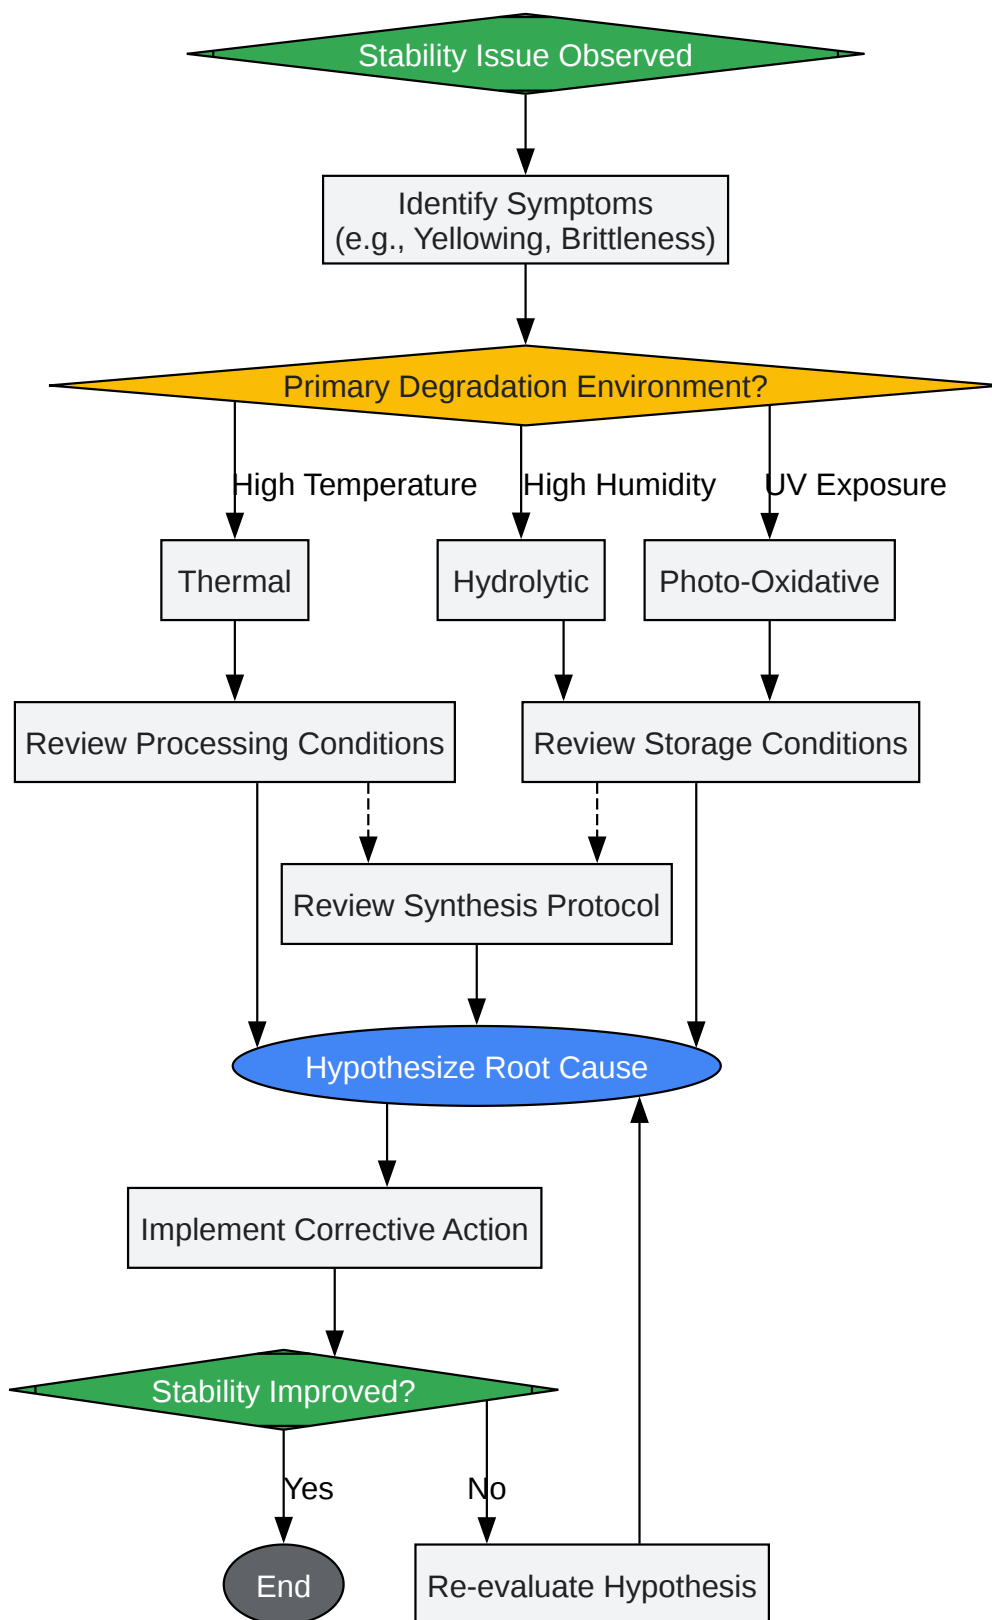 Stability Issue Observed
Identify Symptoms
(e.g., Yellowing, Brittleness)
Primary Degradation Environment?
High Temperature
High Humidity
UV Exposure
Thermal
Hydrolytic
Photo-Oxidative
Review Processing Conditions
Review Storage Conditions
Review Synthesis Protocol
Hypothesize Root Cause
Implement Corrective Action
Stability Improved?
Yes
No
End
Re-evaluate Hypothesis